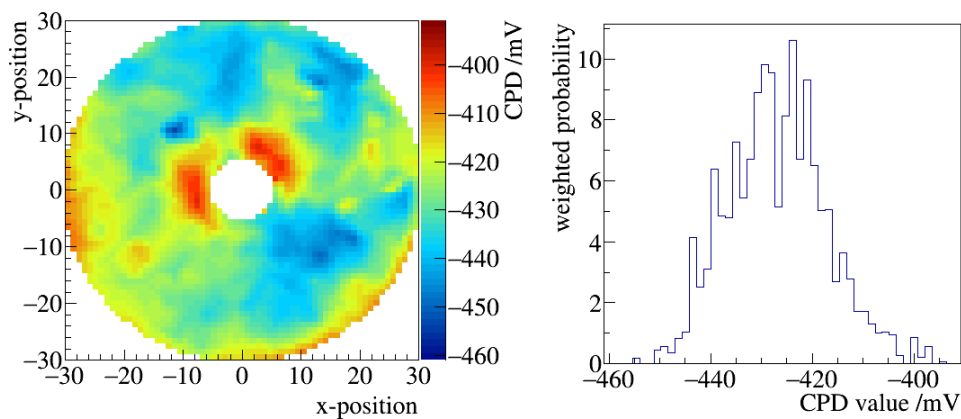 30
20
10
0
−10
−20
−30
y-position
−30 −20 −10 0 10 20 30
x-position
−400
−410
−420
−430
−440
−450
−460
CPD /mV
10
8
6
4
2
0
weighted probability
−460 −440 −420 −400
CPD value /mV